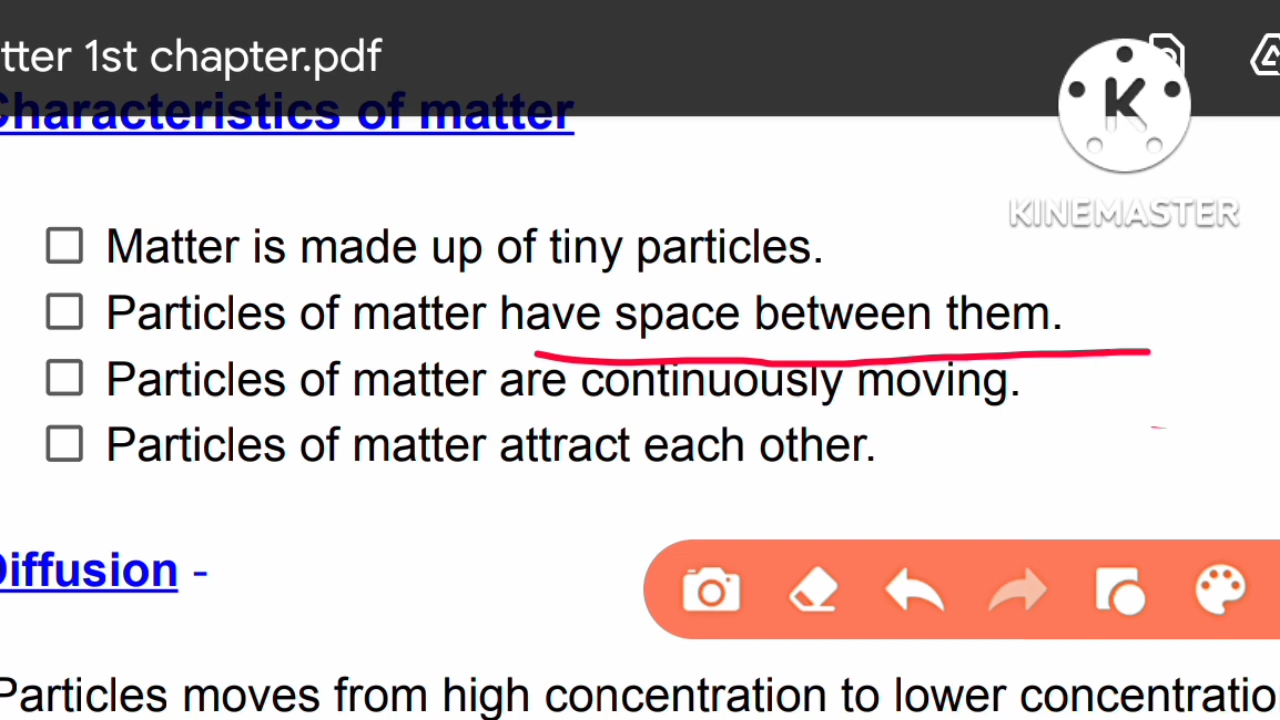 tter 1st chapter.pdf
Characteristics of matter
K
KINEMASTER
Matter is made up of tiny particles.
Particles of matter have space between them.
Particles of matter are continuously moving.
Particles of matter attract each other.
Diffusion -
Particles moves from high concentration to lower concentratio